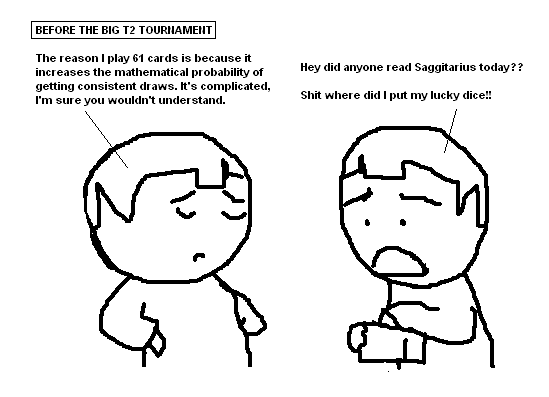 BEFORE THE BIG T2 TOURNAMENT
The reason I play 61 cards is because it
increases the mathematical probability of
getting consistent draws. It's complicated,
I'm sure you wouldn't understand.
Hey did anyone read Saggitarius today??
Shit where did I put my lucky dice!!